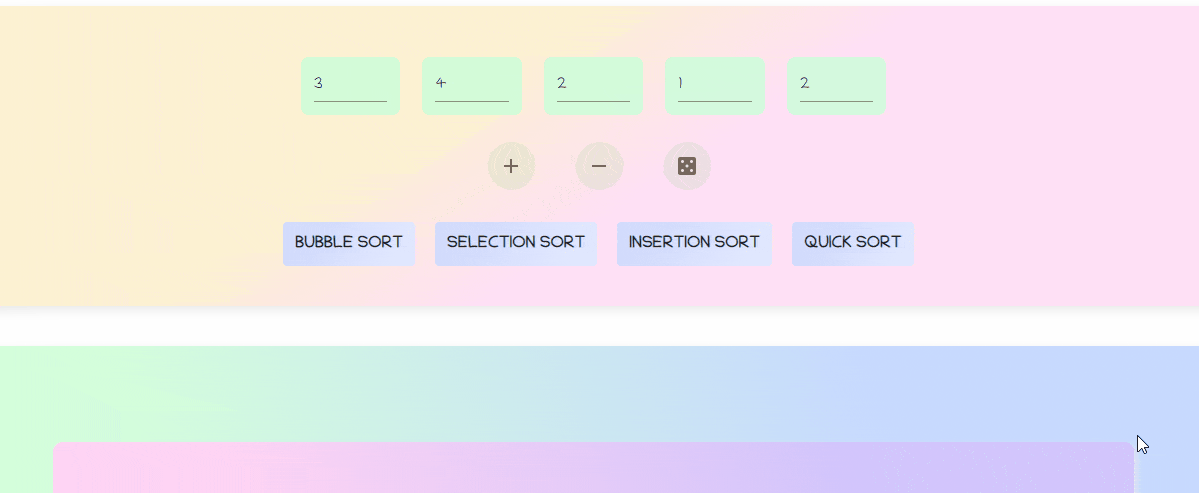 3 4 2 1 2
+ −
BUBBLE SORT SELECTION SORT INSERTION SORT QUICK SORT